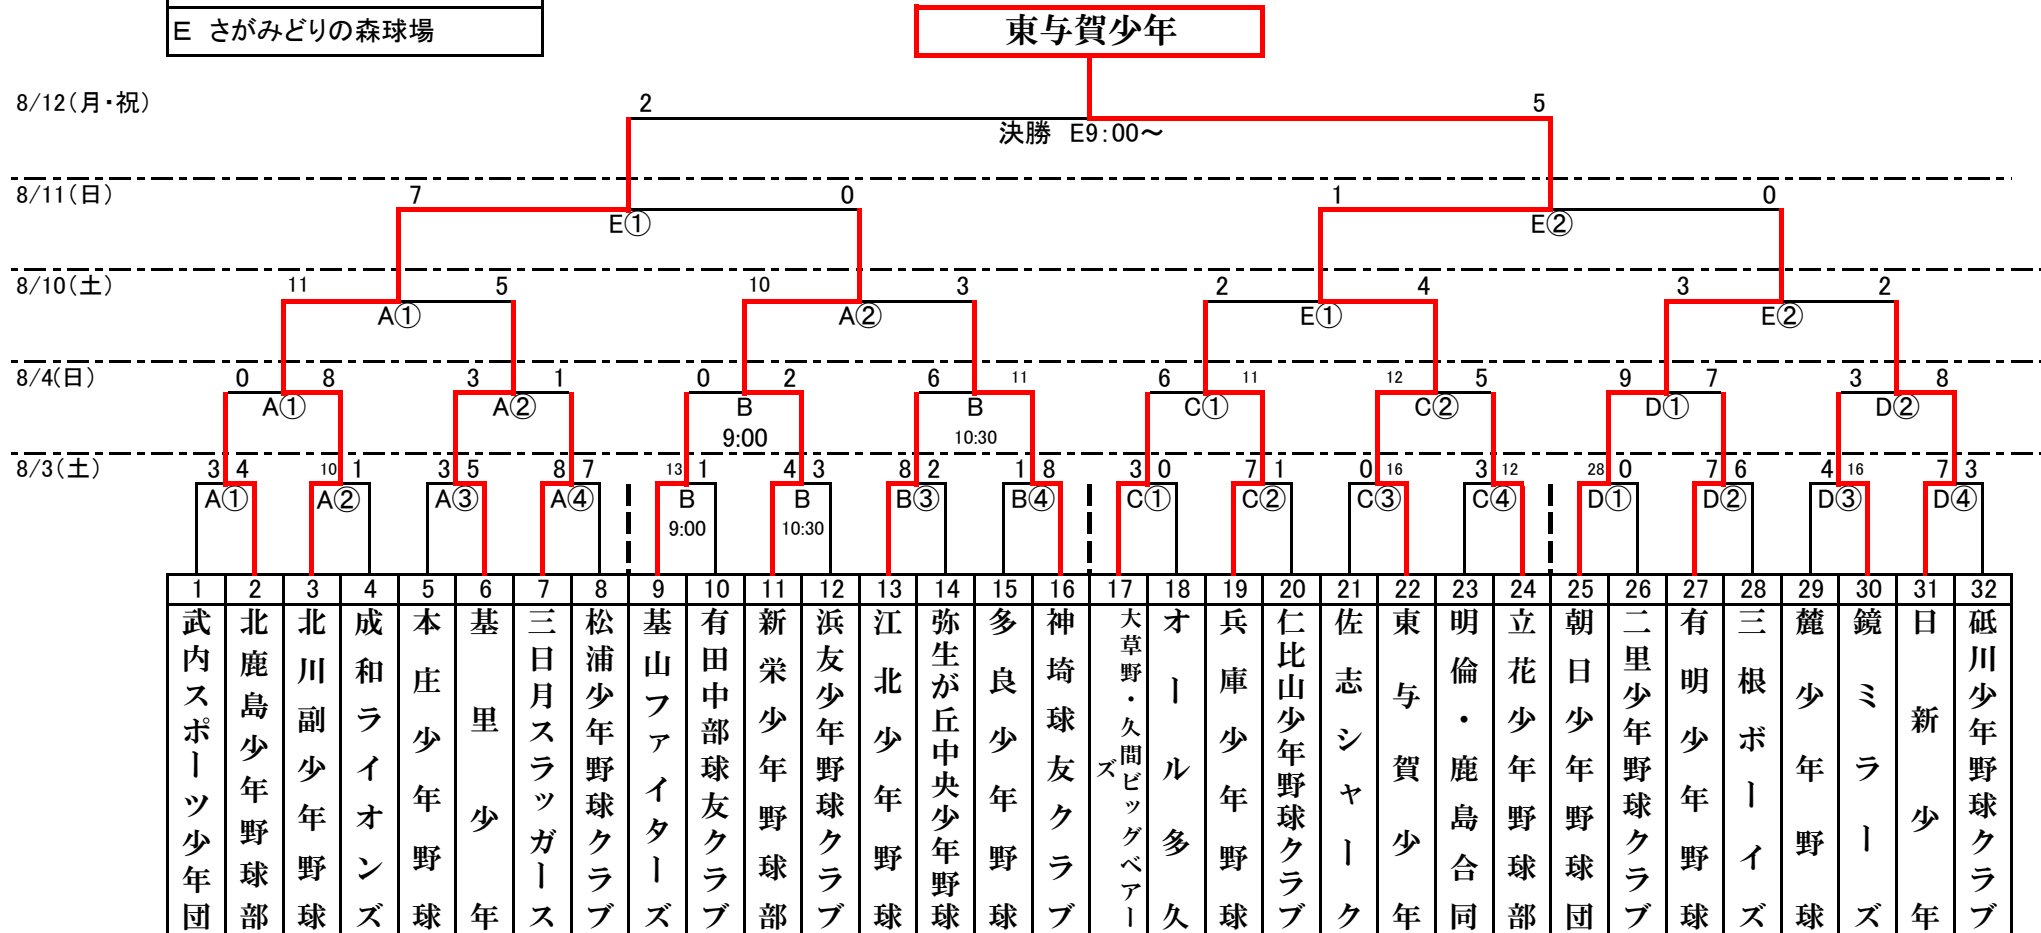 E さがみどりの森球場
東与賀少年
8/12(月・祝)
2 5
決勝 E9:00～
8/11(日)
7 0 1 0
E① E②
8/10(土)
11 5 10 3 2 4 3 2
A① A② E① E②
8/4(日)
0 8 3 1 0 2 6 11 6 11 12 5 9 7 3 8
A① A② B B C① C② D① D②
9:00 10:30
8/3(土)
3 4 10 1 3 5 8 7 13 1 4 3 8 2 1 8 3 0 7 1 0 16 3 12 28 0 7 6 4 16 7 3
A① A② A③ A④ B B B③ B④ C① C② C③ C④ D① D② D③ D④
9:00 10:30
1 2 3 4 5 6 7 8 9 10 11 12 13 14 15 16 17 18 19 20 21 22 23 24 25 26 27 28 29 30 31 32
武内スポーツ少年団
北鹿島少年野球部
北川副少年野球
成和ライオンズ
本庄少年野球
基里少年
三日月スラッガース
松浦少年野球クラブ
基山ファイターズ
有田中部球友クラブ
新栄少年野球部
浜友少年野球クラブ
江北少年野球
弥生が丘中央少年野球
多良少年野球
神埼球友クラブ
大草野・久間ビッグベアーズ
オール多久
兵庫少年野球
仁比山少年野球クラブ
佐志シャーク
東与賀少年
明倫・鹿島合同
立花少年野球部
朝日少年野球団
二里少年野球クラブ
有明少年野球
三根ボーイズ
麓少年野球
鏡ミラーズ
日新少年
砥川少年野球クラブ